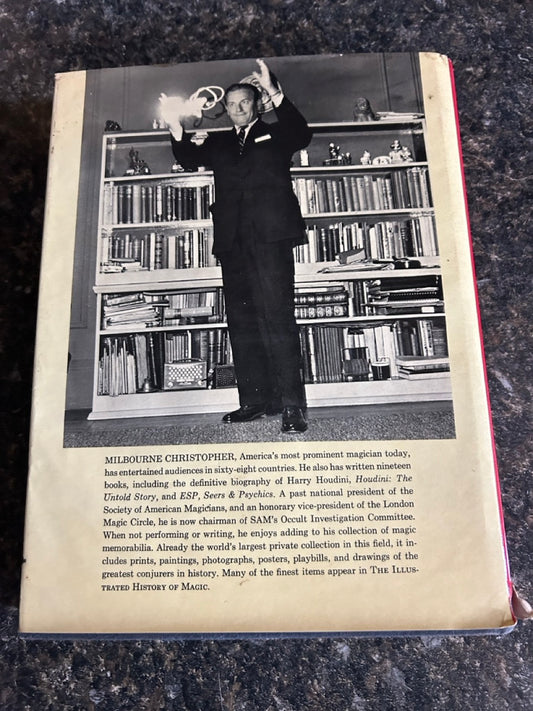 MILBOURNE CHRISTOPHER, America's most prominent magician today,
has entertained audiences in sixty-eight countries. He also has written nineteen
books, including the definitive biography of Harry Houdini, Houdini: The
Untold Story, and ESP, Seers & Psychics. A past national president of the
Society of American Magicians, and an honorary vice-president of the London
Magic Circle, he is now chairman of SAM's Occult Investigation Committee.
When not performing or writing, he enjoys adding to his collection of magic
memorabilia. Already the world's largest private collection in this field, it in-
cludes prints, paintings, photographs, posters, playbills, and drawings of the
greatest conjurers in history. Many of the finest items appear in THE ILLUS-
TRATED HISTORY OF MAGIC.